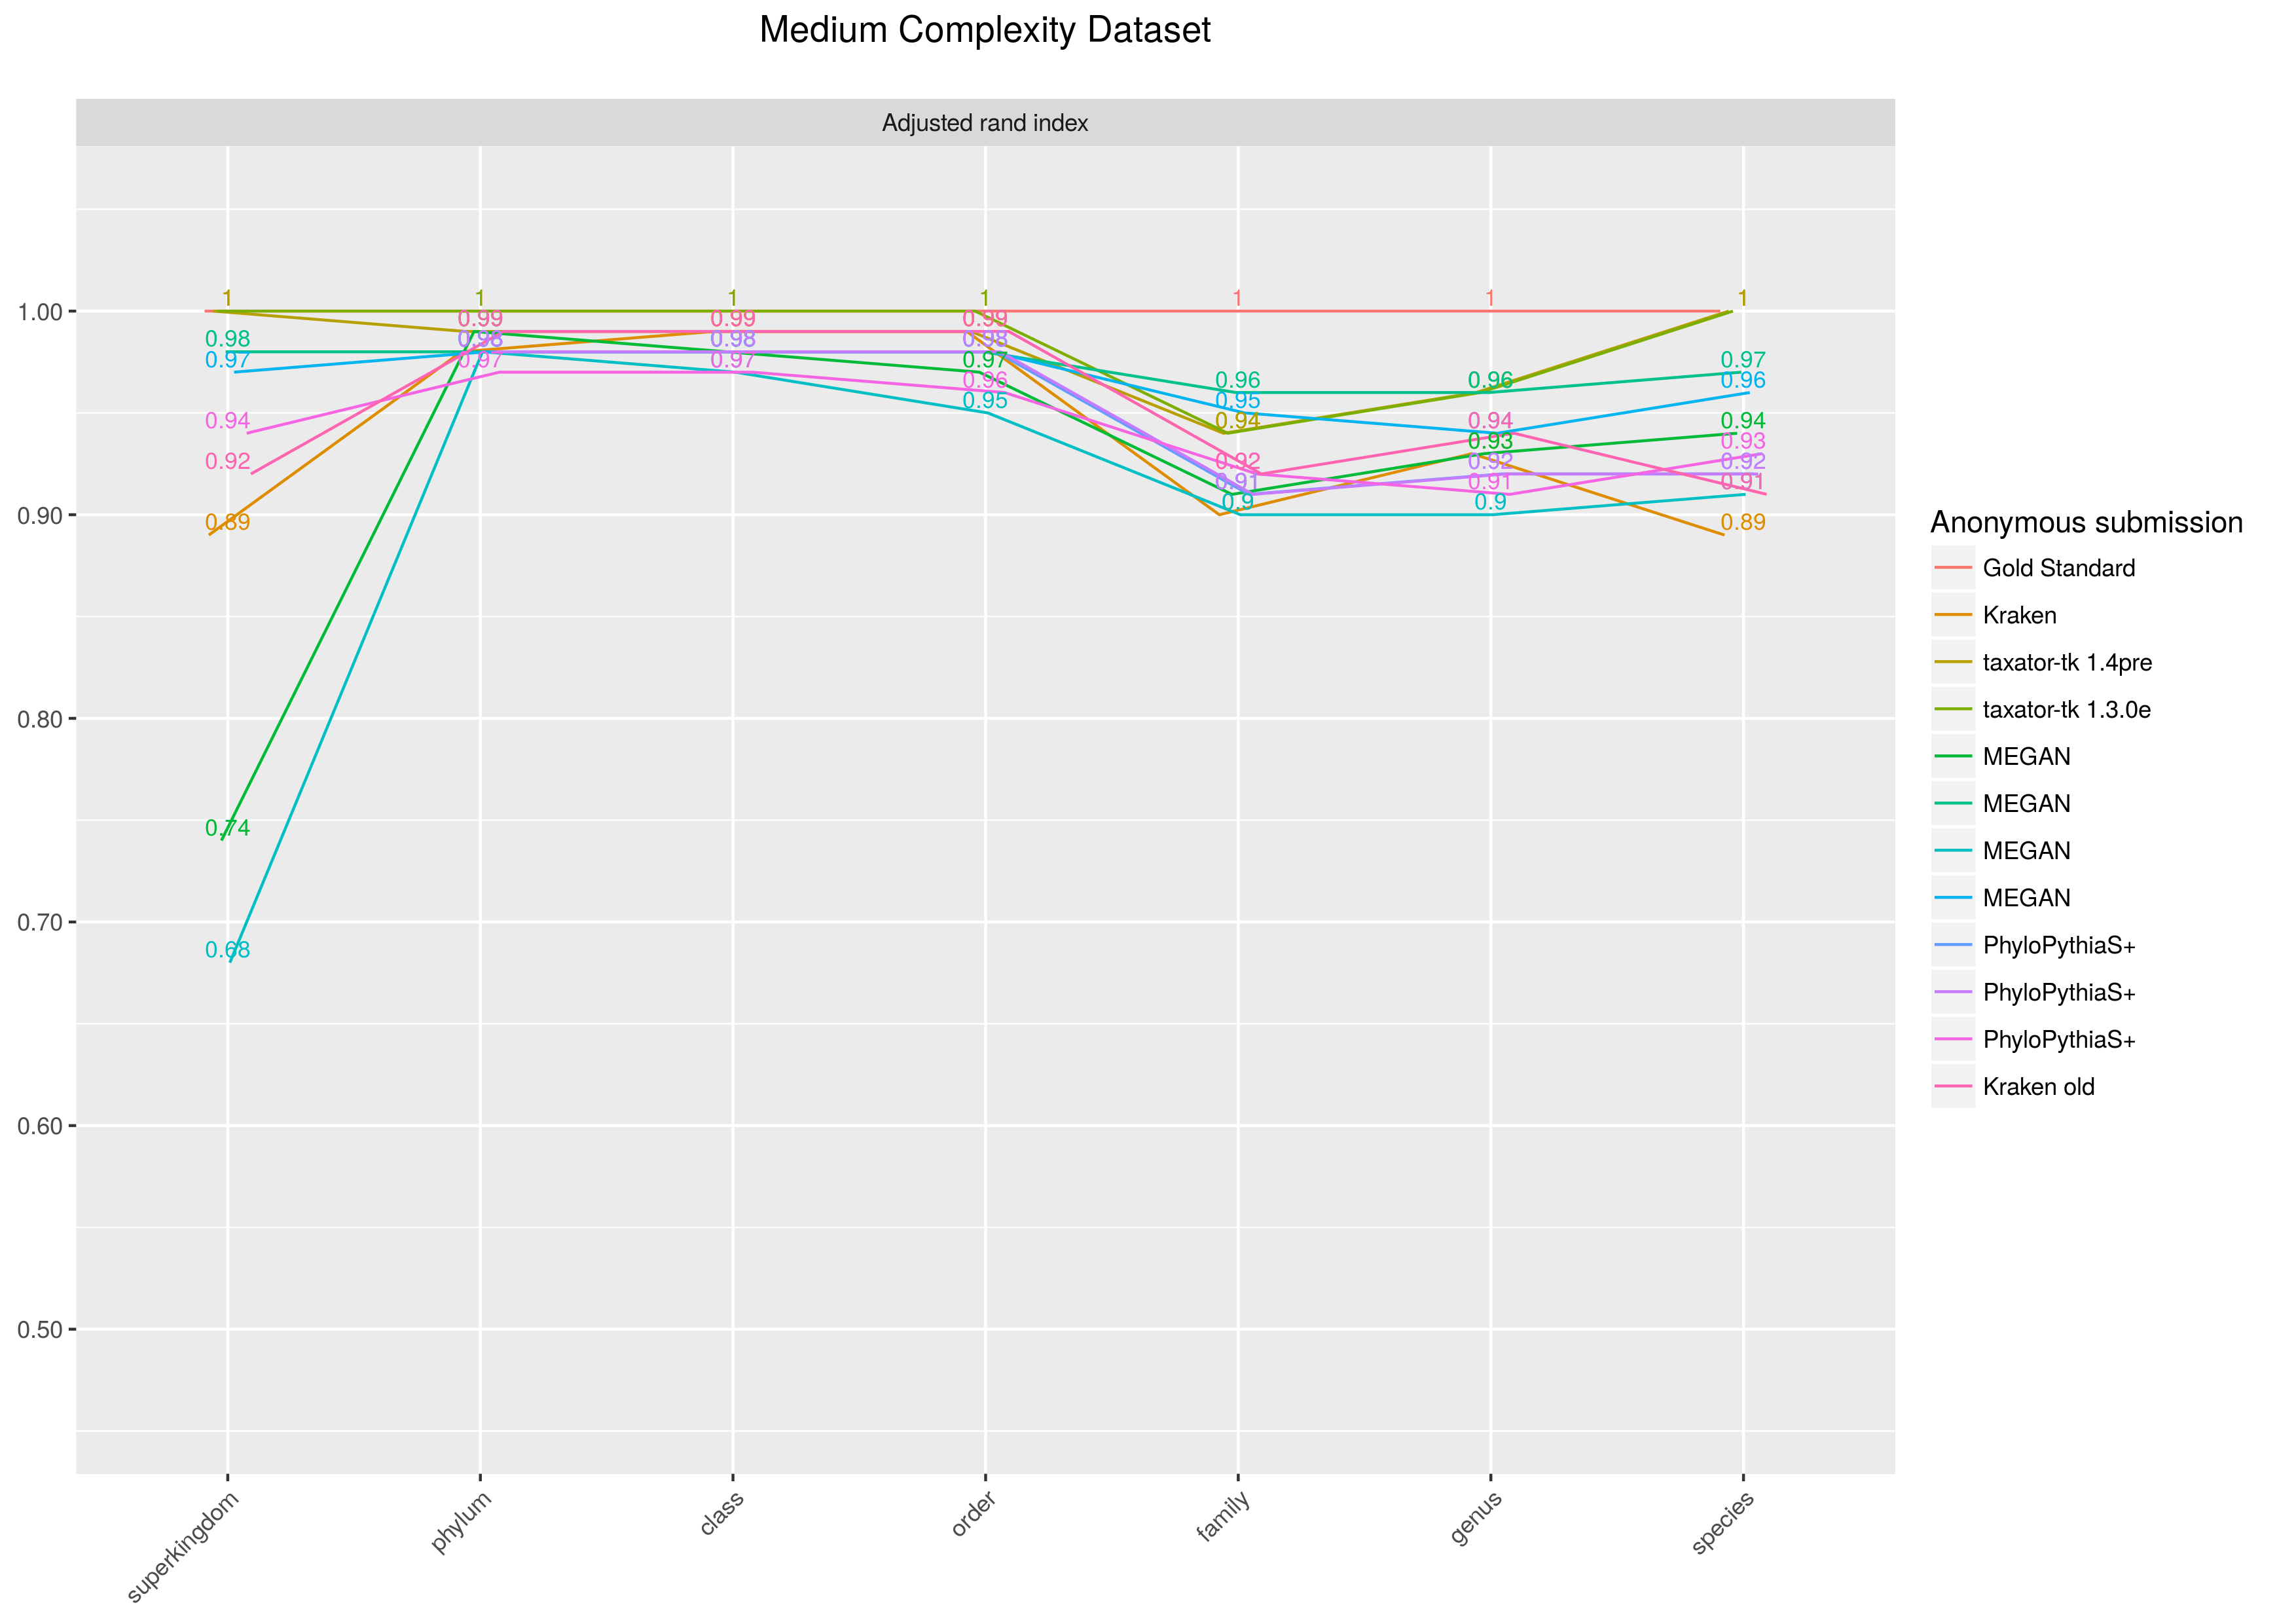 Medium Complexity Dataset
Adjusted rand index
1 1 1 1 1 1 1
0.99 0.99 0.99
0.98 0.98 0.98 0.98
0.97 0.97 0.97 0.97 0.97
0.96 0.96 0.96 0.96
0.95 0.95
0.94 0.94 0.94 0.94
0.93 0.93
0.92 0.92 0.92 0.92
0.91 0.91 0.91
0.9 0.9
0.89 0.89
0.74
0.68
1.00
0.90
0.80
0.70
0.60
0.50
superkingdom
phylum
class
order
family
genus
species
Anonymous submission
Gold Standard
Kraken
taxator-tk 1.4pre
taxator-tk 1.3.0e
MEGAN
MEGAN
MEGAN
MEGAN
PhyloPythiaS+
PhyloPythiaS+
PhyloPythiaS+
Kraken old